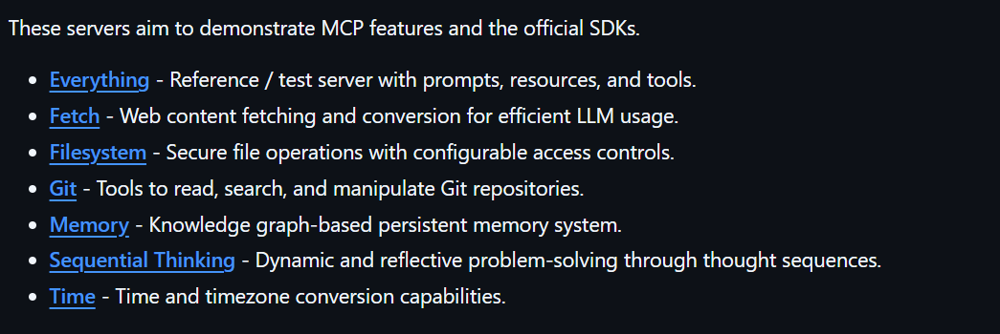 These servers aim to demonstrate MCP features and the official SDKs.
• Everything - Reference / test server with prompts, resources, and tools.
• Fetch - Web content fetching and conversion for efficient LLM usage.
• Filesystem - Secure file operations with configurable access controls.
• Git - Tools to read, search, and manipulate Git repositories.
• Memory - Knowledge graph-based persistent memory system.
• Sequential Thinking - Dynamic and reflective problem-solving through thought sequences.
• Time - Time and timezone conversion capabilities.